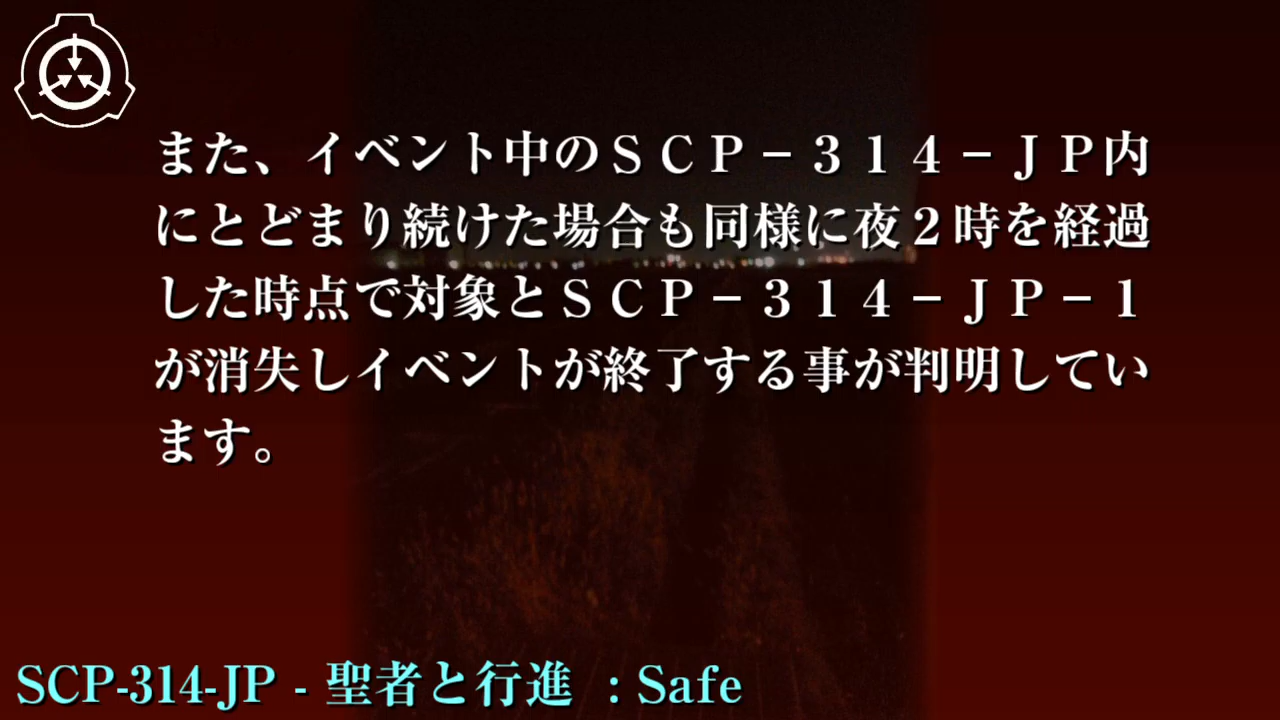 また、イベント中のＳＣＰ－３１４－ＪＰ内
にとどまり続けた場合も同様に夜２時を経過
した時点で対象とＳＣＰ－３１４－ＪＰ－１
が消失しイベントが終了する事が判明してい
ます。
SCP-314-JP - 聖者と行進 : Safe